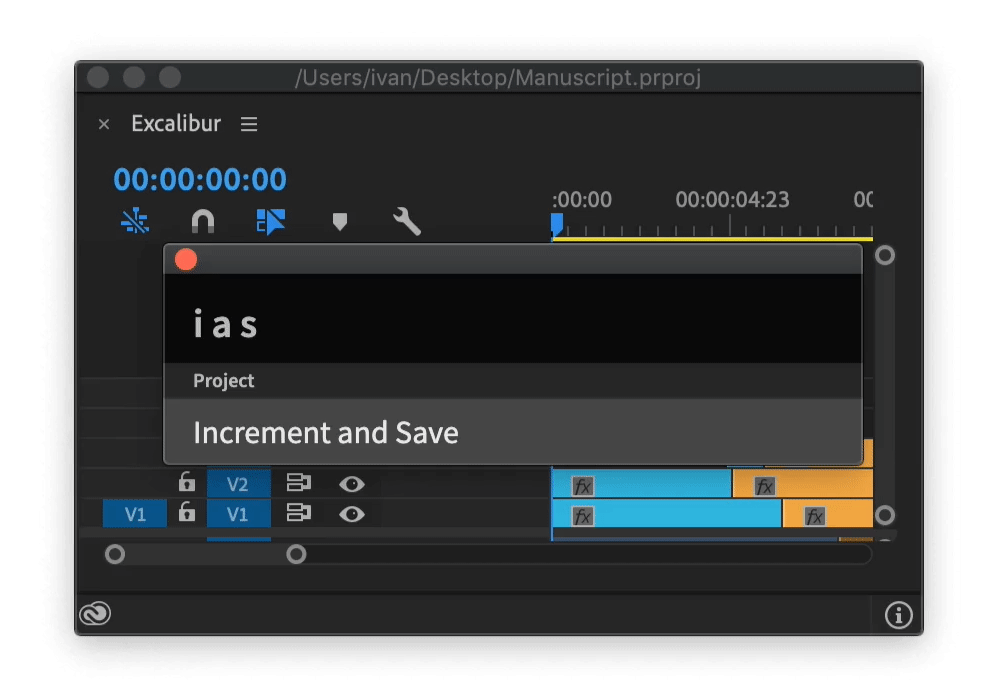 /Users/ivan/Desktop/Manuscript.prproj
× Excalibur
00:00:00:00
:00:00 00:00:04:23 00
i a s
Project
Increment and Save
V2 fx fx
V1 V1 fx fx